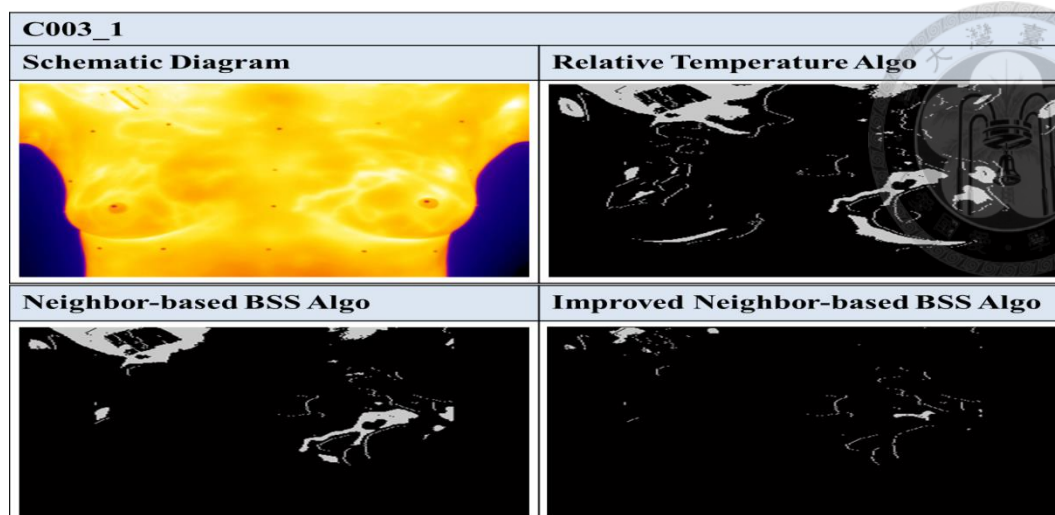 C003_1
Schematic Diagram
Relative Temperature Algo
Neighbor-based BSS Algo
Improved Neighbor-based BSS Algo